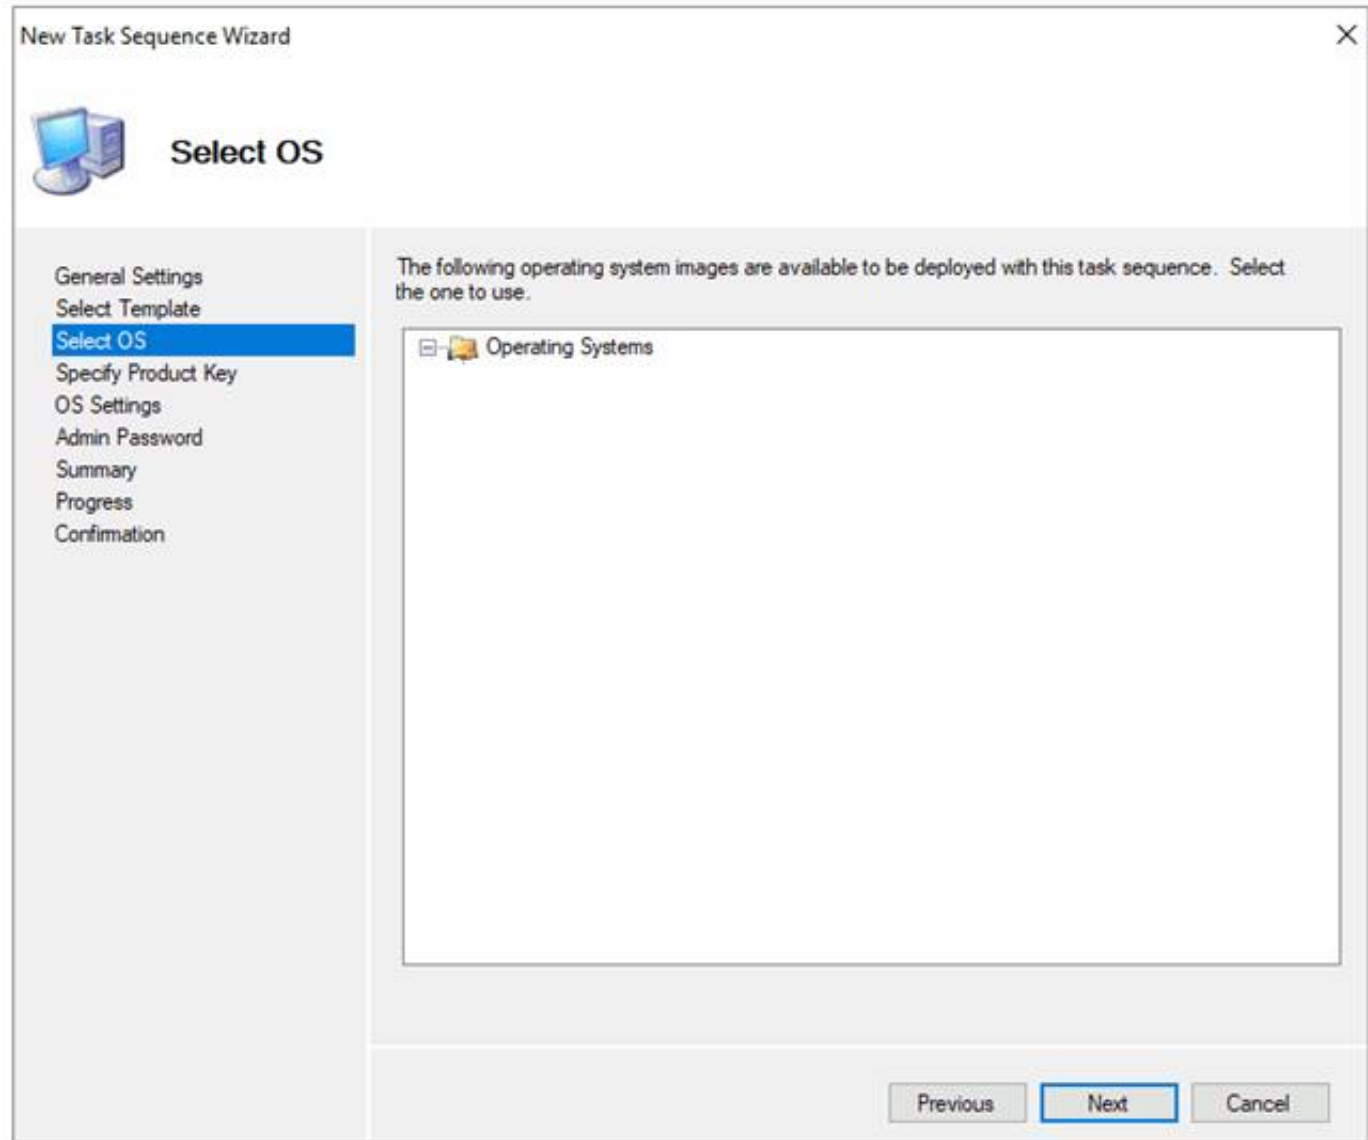 New Task Sequence Wizard
Select OS
General Settings
Select Template
Select OS
Specify Product Key
OS Settings
Admin Password
Summary
Progress
Confirmation
The following operating system images are available to be deployed with this task sequence.  Select
the one to use.
Operating Systems
Previous
Next
Cancel